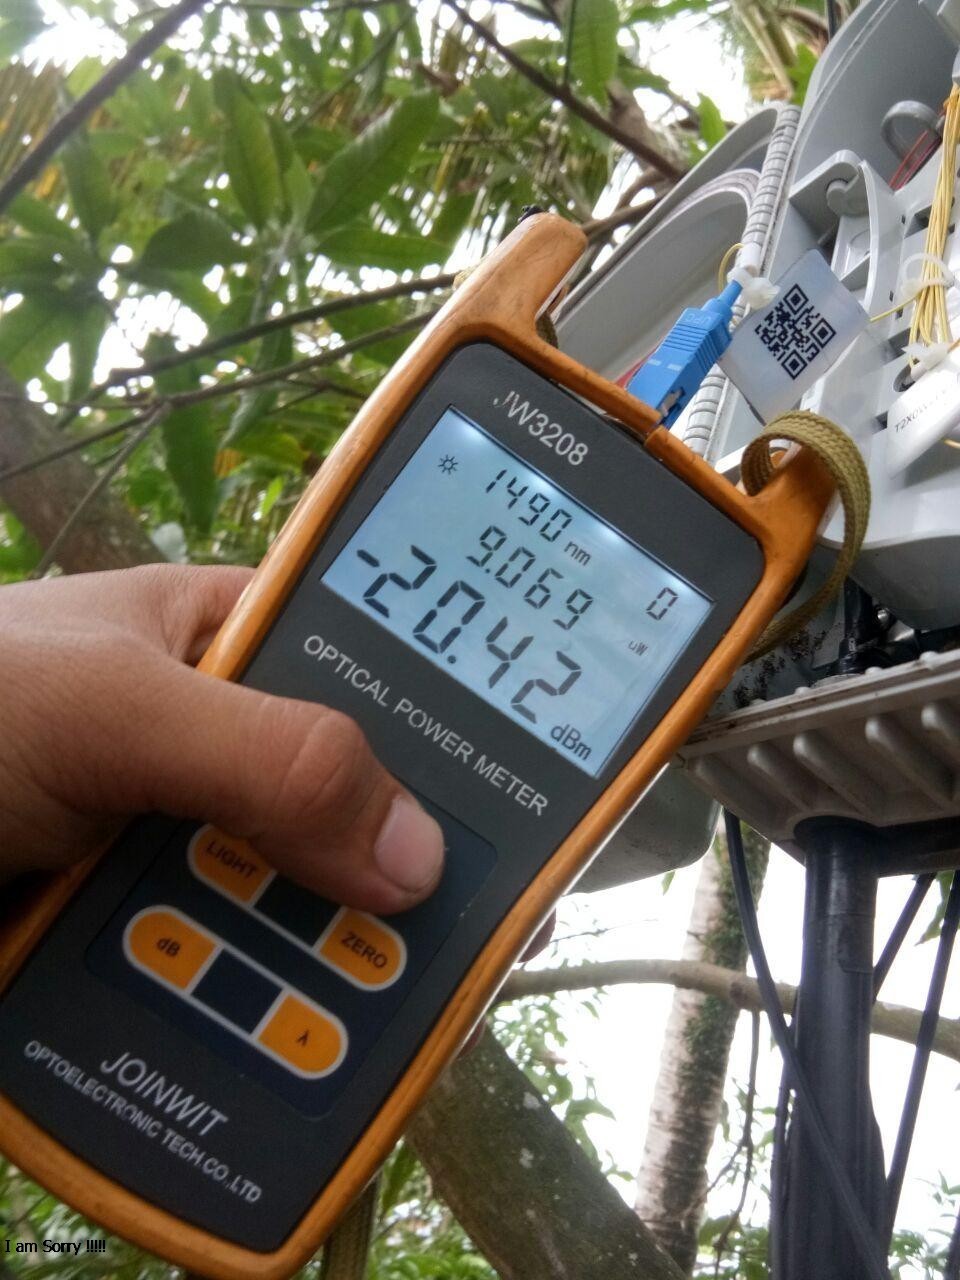 JW3208
1490 nm
9.069 0
uW
-20.42
dBm
OPTICAL POWER METER
LIGHT
ZERO
dB
λ
JOINWIT
OPTOELECTRONIC TECH.CO.,LTD
UPC
I am Sorry !!!!!